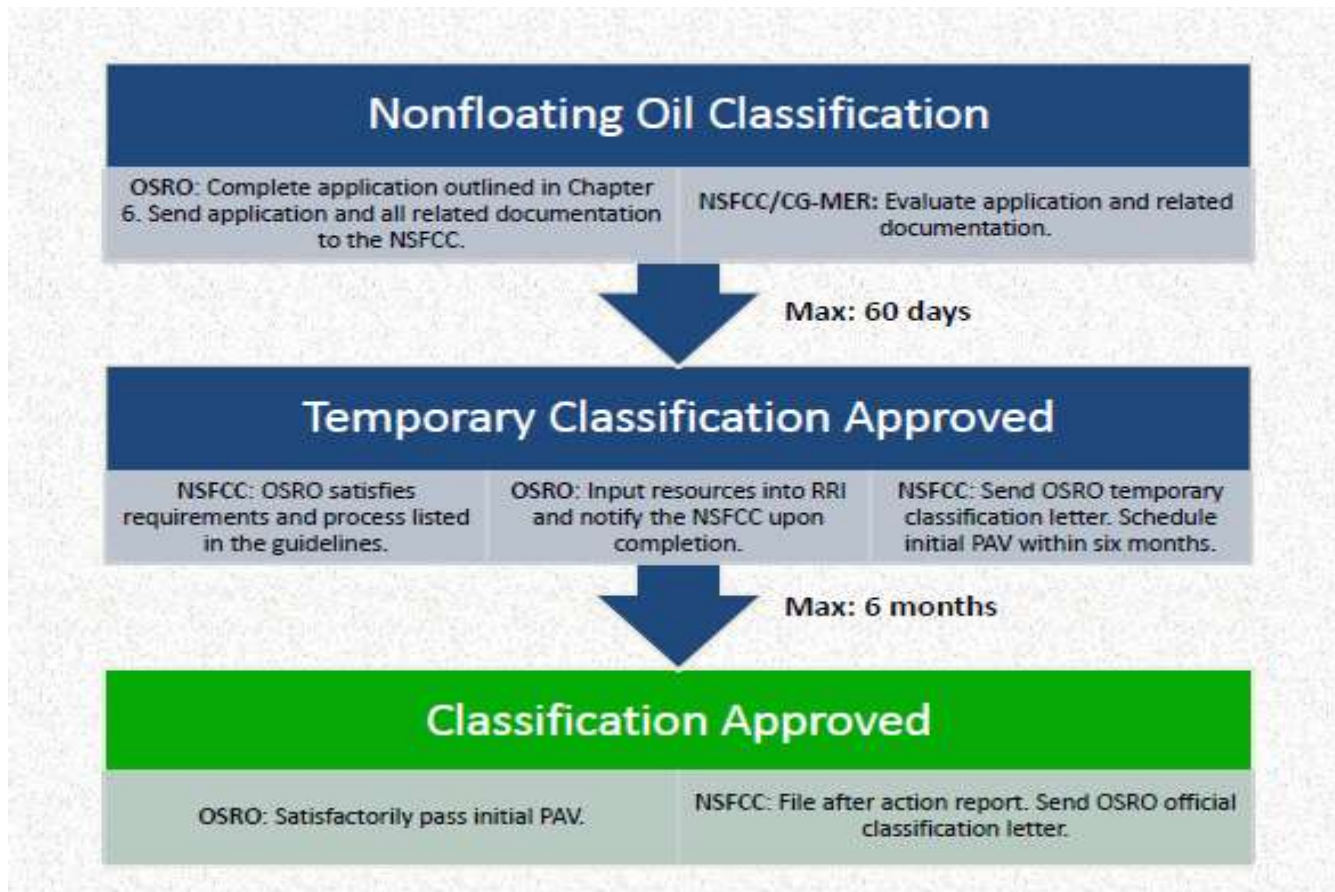 Nonfloating Oil Classification
OSRO: Complete application outlined in Chapter
6. Send application and all related documentation
to the NSFCC.
NSFCC/CG-MER: Evaluate application and related
documentation.
Max: 60 days
Temporary Classification Approved
NSFCC: OSRO satisfies
requirements and process listed
in the guidelines.
OSRO: Input resources into RRI
and notify the NSFCC upon
completion.
NSFCC: Send OSRO temporary
classification letter. Schedule
initial PAV within six months.
Max: 6 months
Classification Approved
OSRO: Satisfactorily pass initial PAV.
NSFCC: File after action report. Send OSRO official
classification letter.